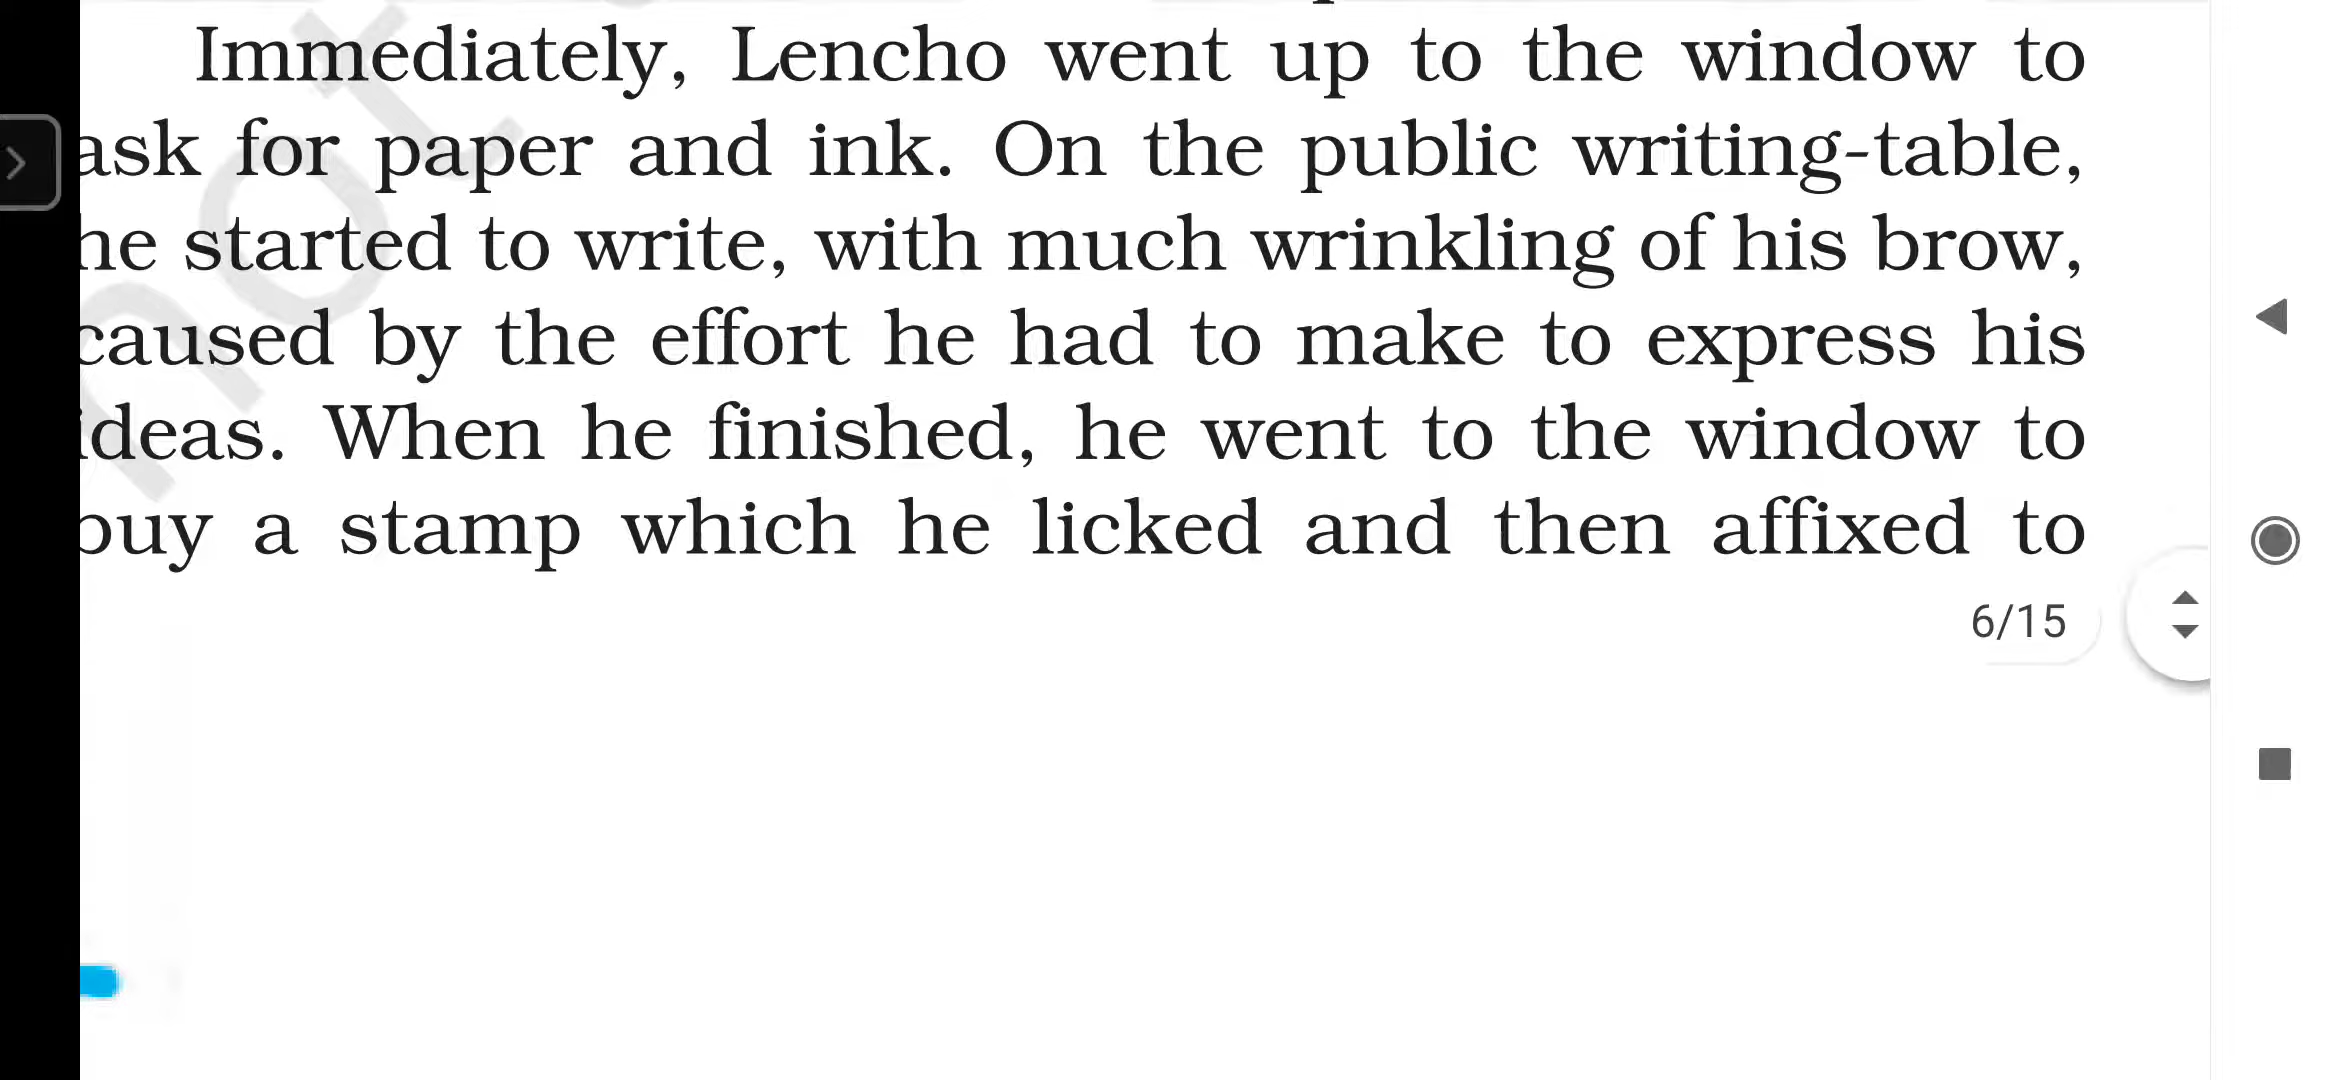 Immediately, Lencho went up to the window to
ask for paper and ink. On the public writing-table,
he started to write, with much wrinkling of his brow,
caused by the effort he had to make to express his
ideas. When he finished, he went to the window to
buy a stamp which he licked and then affixed to
6/15
not